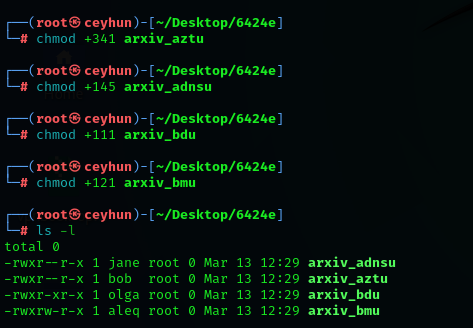 ┌──(root㉿ceyhun)-[~/Desktop/6424e]
└─# chmod +341 arxiv_aztu
┌──(root㉿ceyhun)-[~/Desktop/6424e]
└─# chmod +145 arxiv_adnsu
┌──(root㉿ceyhun)-[~/Desktop/6424e]
└─# chmod +111 arxiv_bdu
┌──(root㉿ceyhun)-[~/Desktop/6424e]
└─# chmod +121 arxiv_bmu
┌──(root㉿ceyhun)-[~/Desktop/6424e]
└─# ls -l
total 0
-rwxr--r-x 1 jane root 0 Mar 13 12:29 arxiv_adnsu
-rwxr--r-x 1 bob  root 0 Mar 13 12:29 arxiv_aztu
-rwxr-xr-x 1 olga root 0 Mar 13 12:29 arxiv_bdu
-rwxrw-r-x 1 aleq root 0 Mar 13 12:29 arxiv_bmu